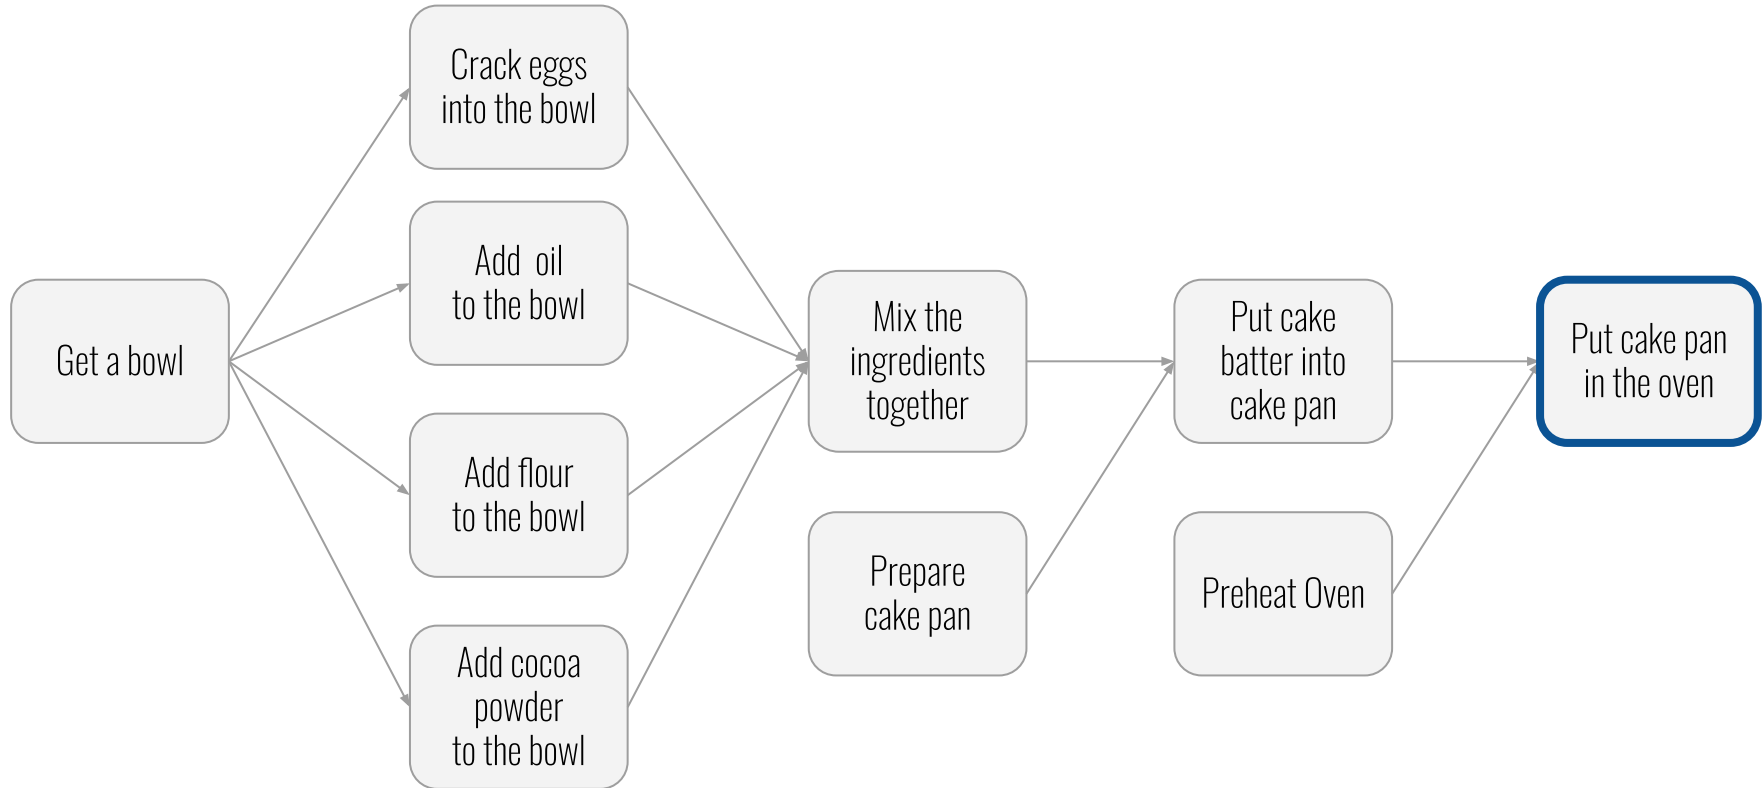 Get a bowl
Crack eggs
into the bowl
Add oil
to the bowl
Add flour
to the bowl
Add cocoa
powder
to the bowl
Mix the
ingredients
together
Prepare
cake pan
Put cake
batter into
cake pan
Preheat Oven
Put cake pan
in the oven